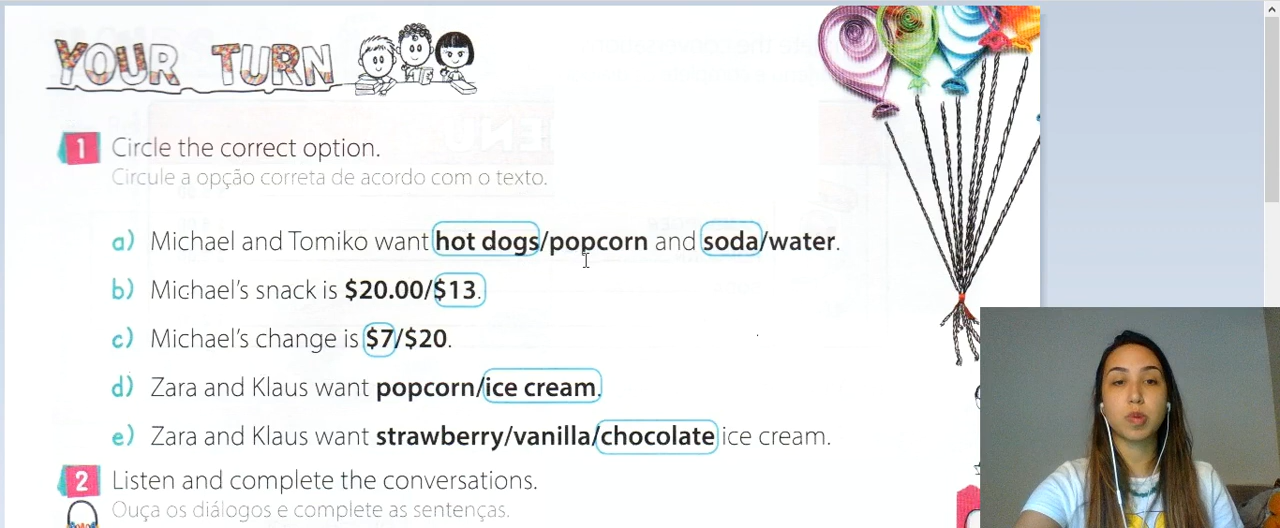 YOUR TURN
1 Circle the correct option.
Circule a opção correta de acordo com o texto.
a) Michael and Tomiko want hot dogs/popcorn and soda/water.
b) Michael's snack is $20.00/$13.
c) Michael's change is $7/$20.
d) Zara and Klaus want popcorn/ice cream.
e) Zara and Klaus want strawberry/vanilla/chocolate ice cream.
2 Listen and complete the conversations.
Ouça os diálogos e complete as sentenças.